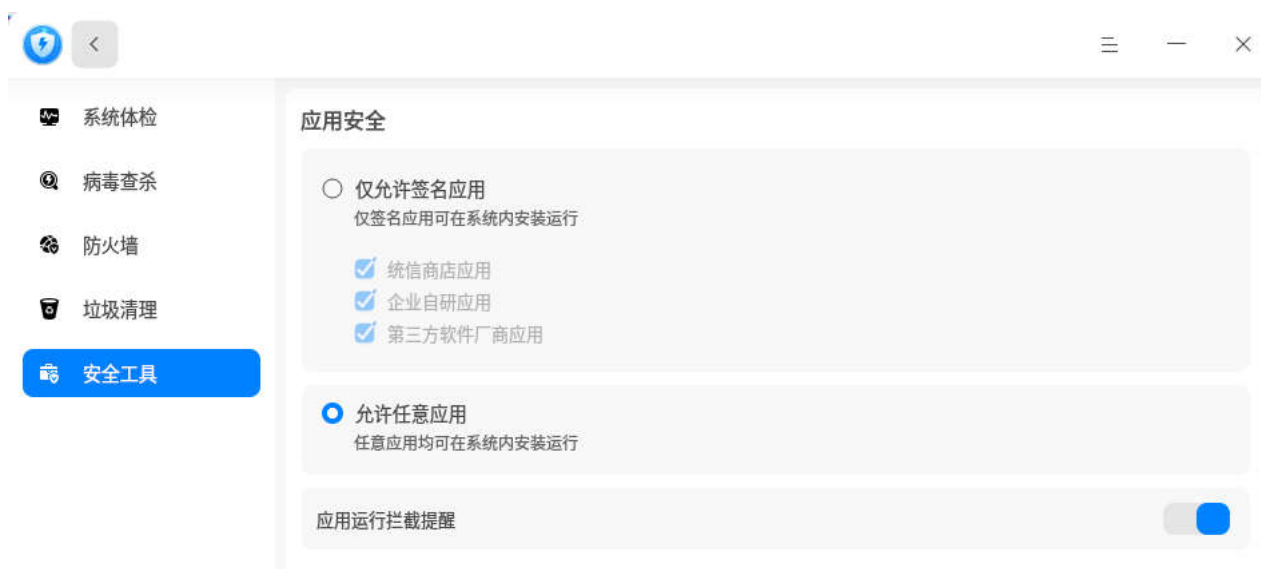 系统体检
病毒查杀
防火墙
垃圾清理
安全工具
应用安全
仅允许签名应用
仅签名应用可在系统内安装运行
统信商店应用
企业自研应用
第三方软件厂商应用
允许任意应用
任意应用均可在系统内安装运行
应用运行拦截提醒